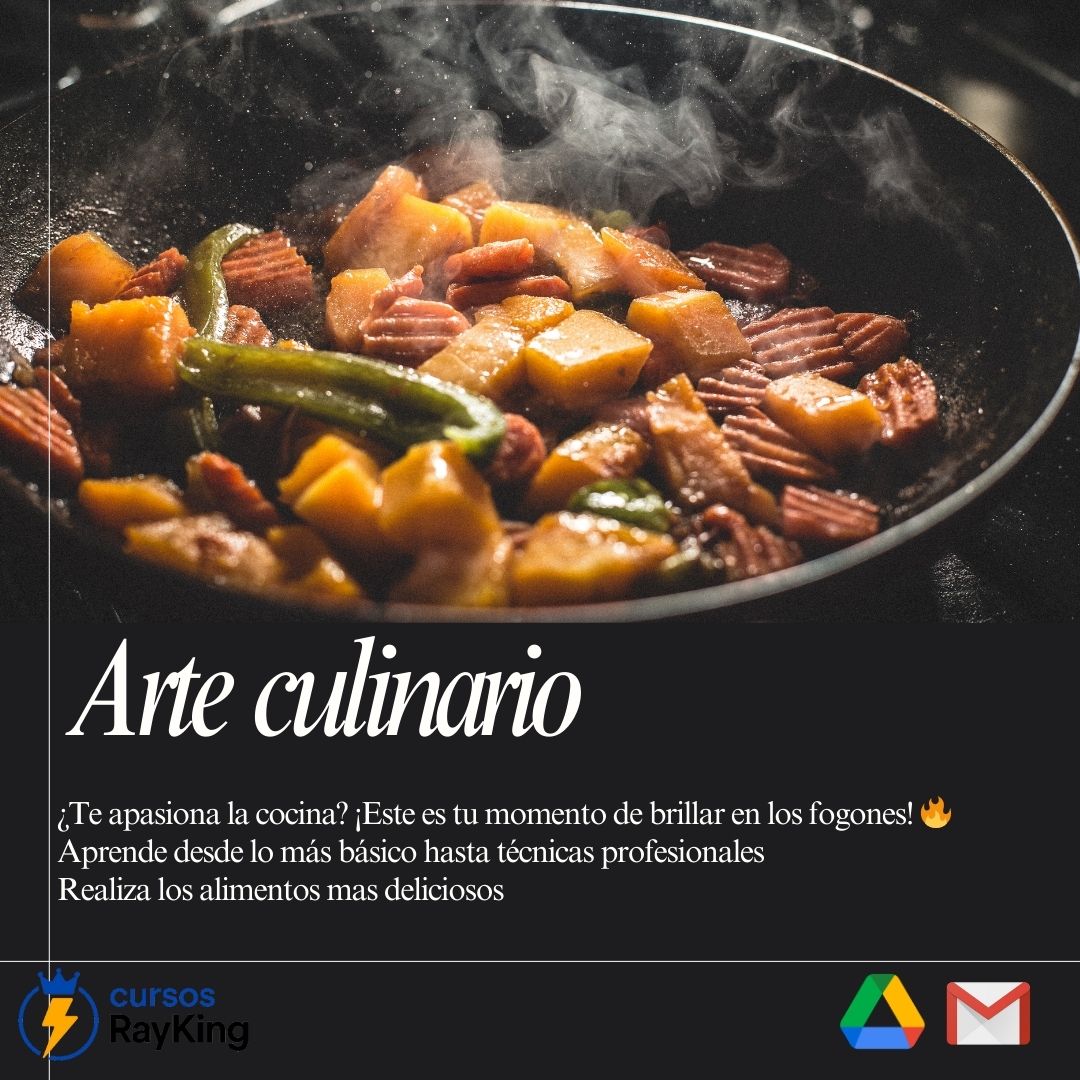 Arte culinario
¿Te apasiona la cocina? ¡Este es tu momento de brillar en los fogones! 🔥
Aprende desde lo más básico hasta técnicas profesionales
Realiza los alimentos mas deliciosos
cursos
RayKing